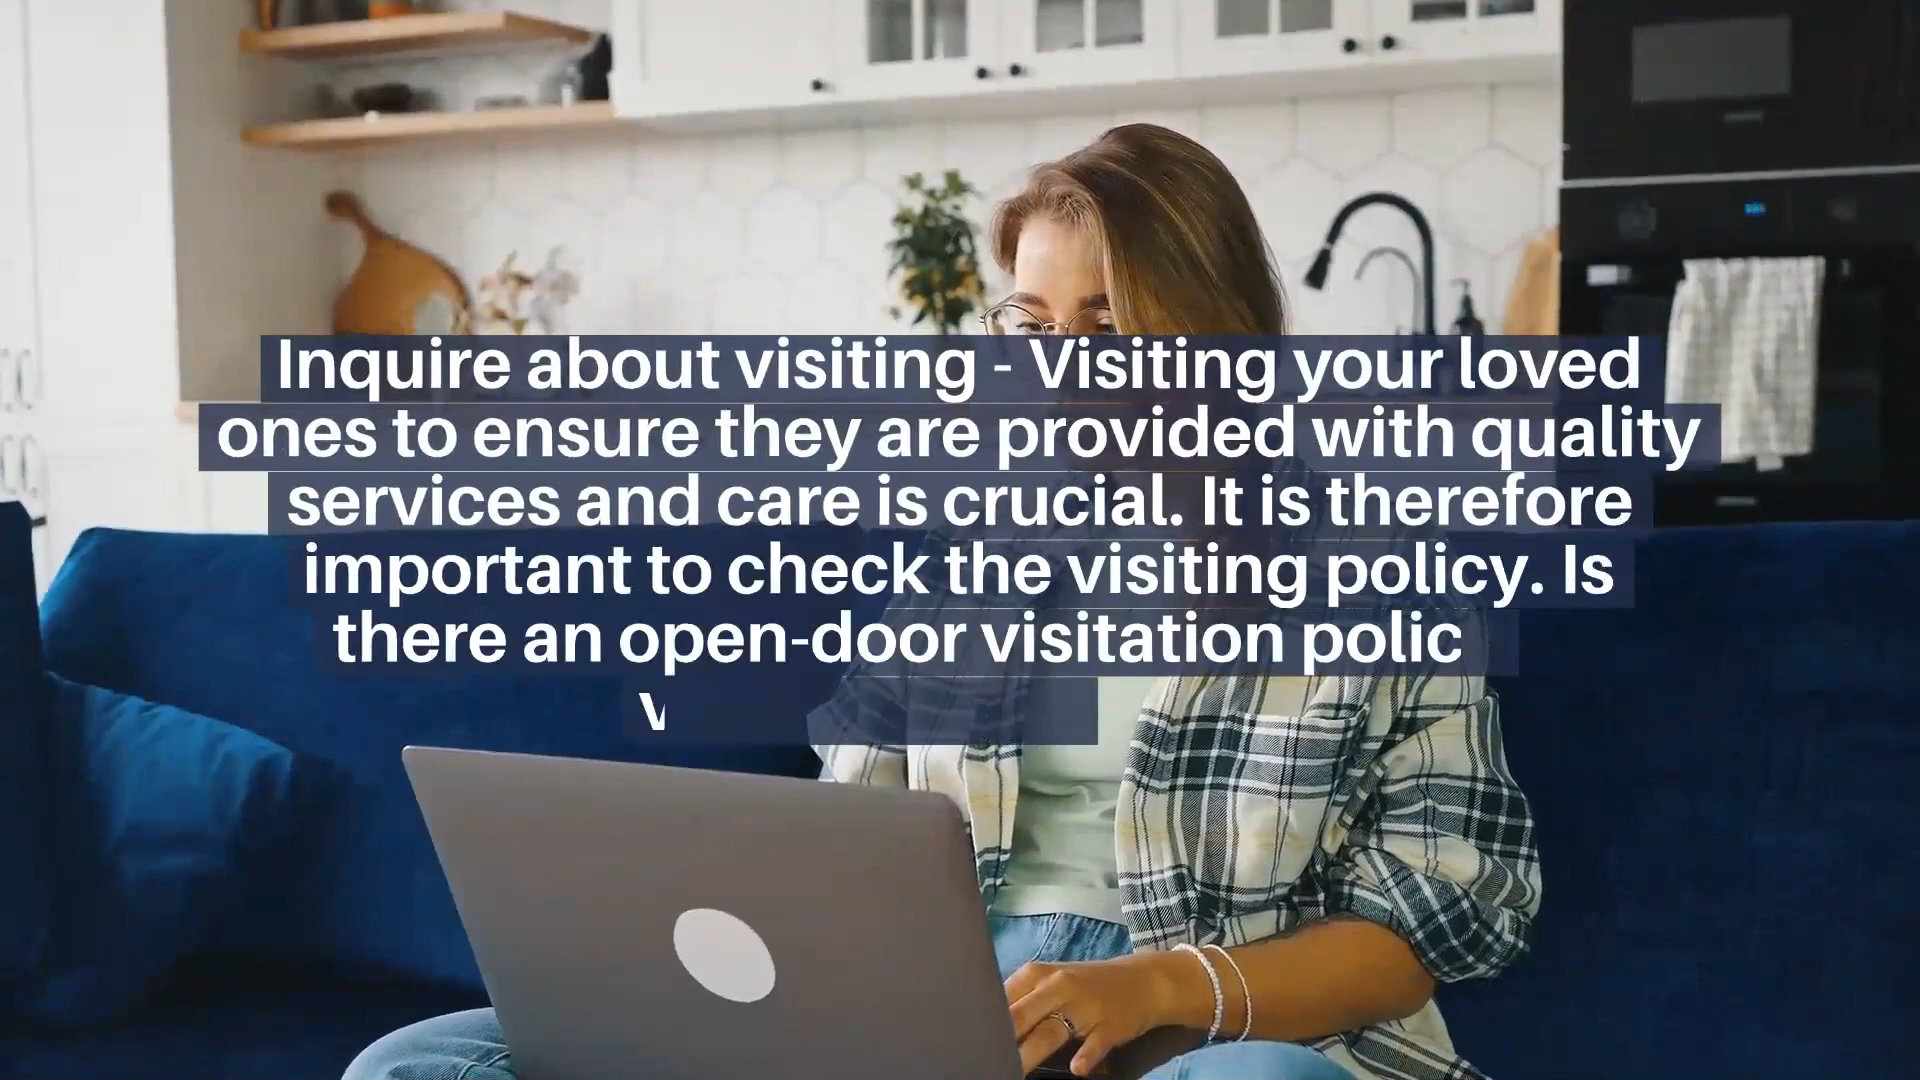 Inquire about visiting - Visiting your loved
ones to ensure they are provided with quality
services and care is crucial. It is therefore
important to check the visiting policy. Is
there an open-door visitation polic